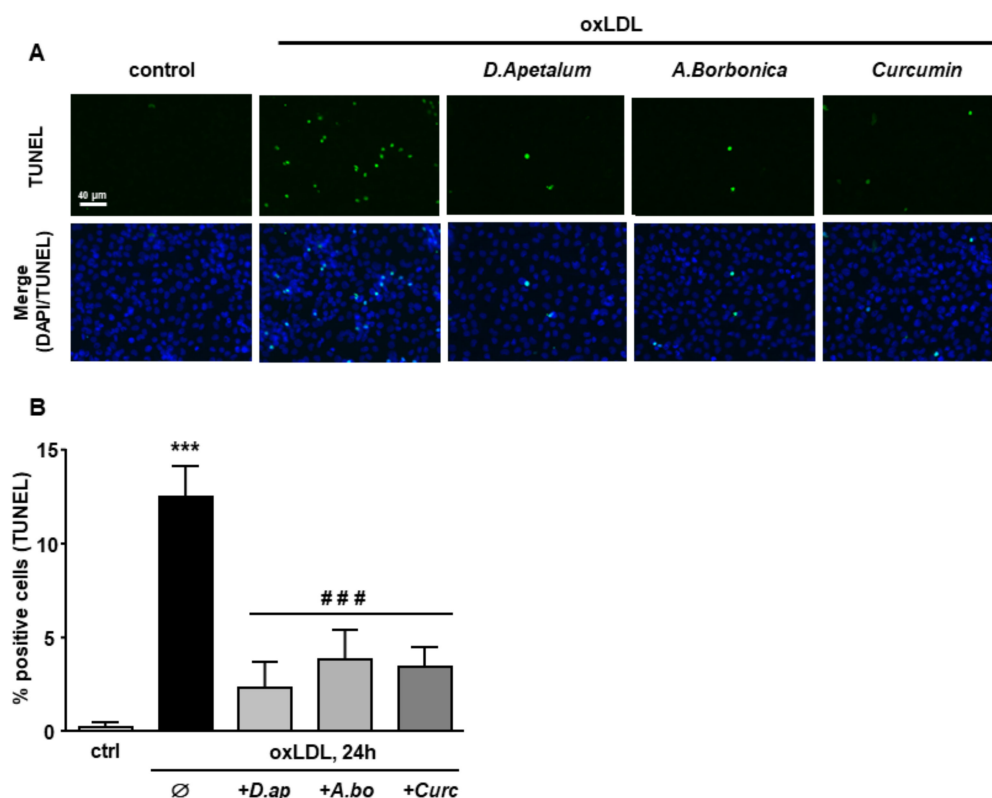 oxLDL
A
control D.Apetalum A.Borbonica Curcumin
TUNEL
40 µm
Merge
(DAPI/TUNEL)
B
% positive cells (TUNEL)
15
10
5
0
***
# # #
ctrl
oxLDL, 24h
∅ +D.ap +A.bo +Curc